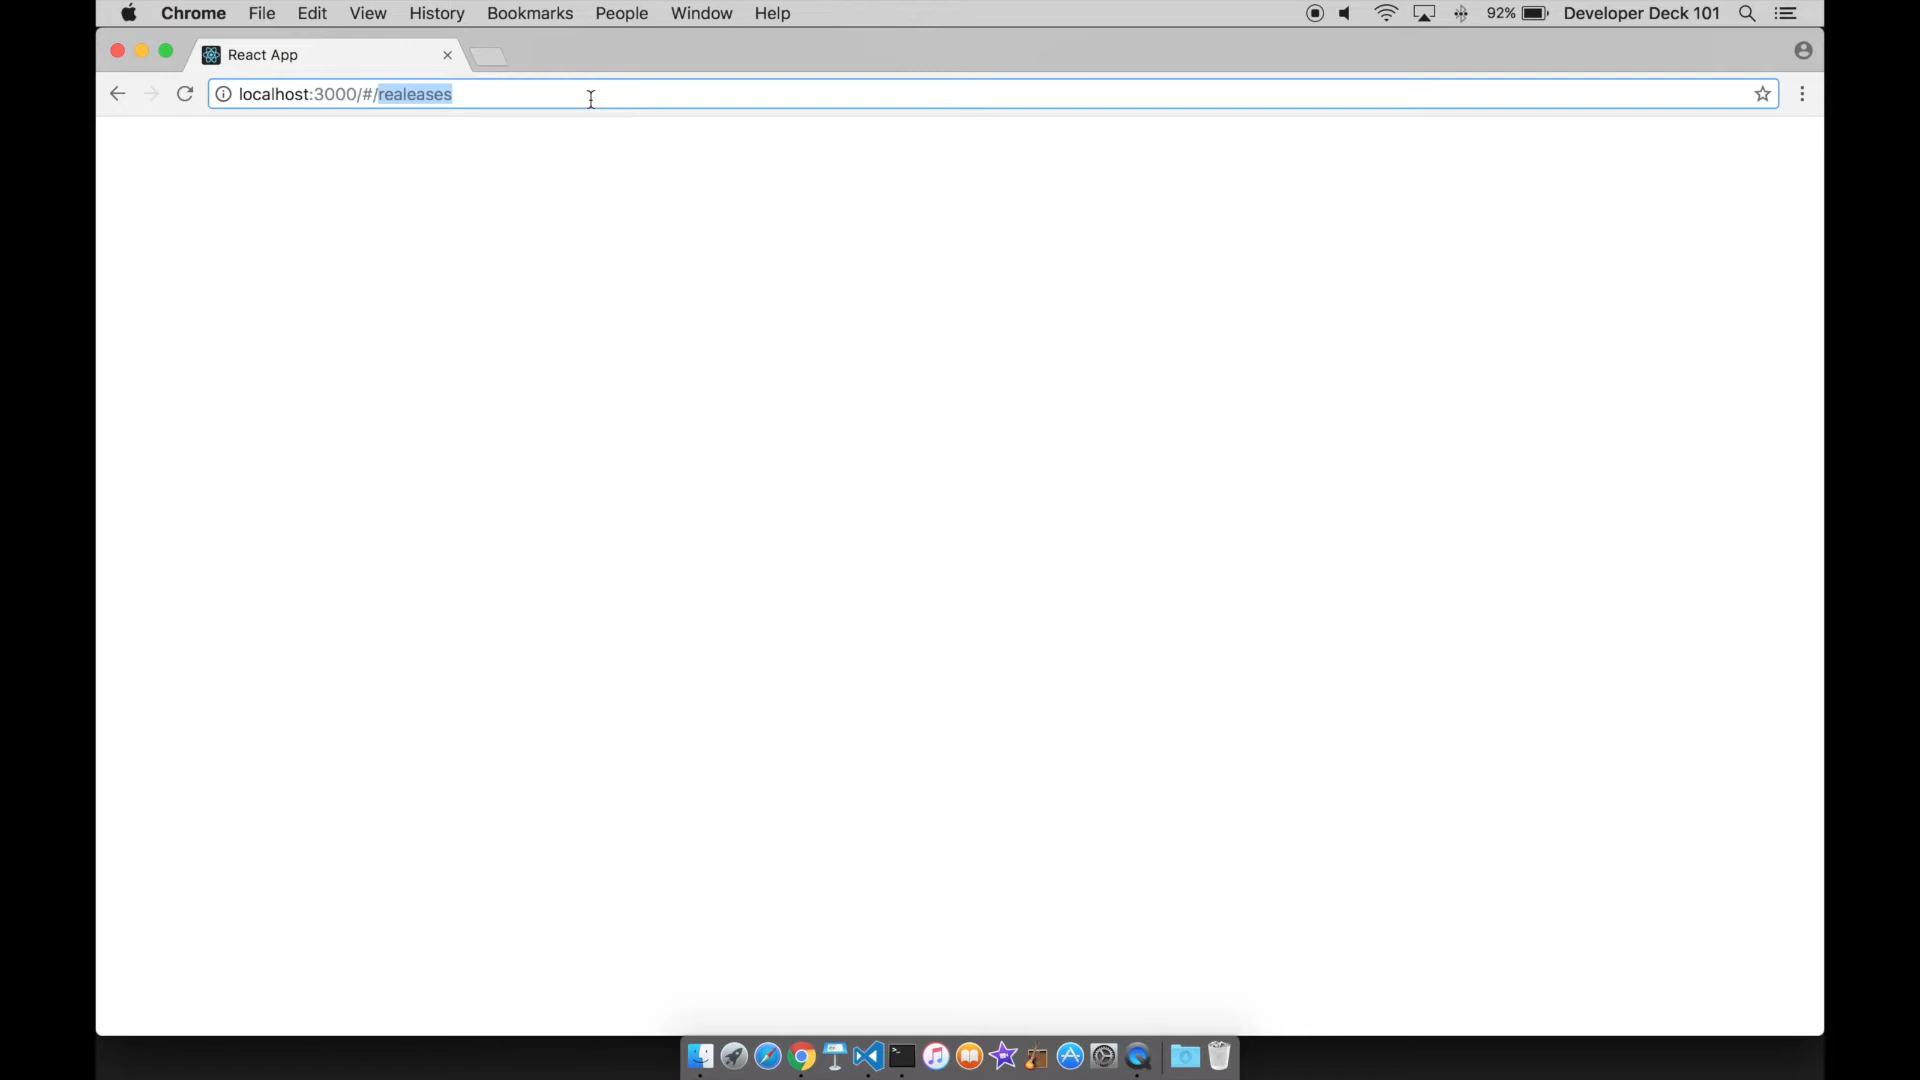 Chrome File Edit View History Bookmarks People Window Help 92% Developer Deck 101
React App
localhost:3000/#/realeases